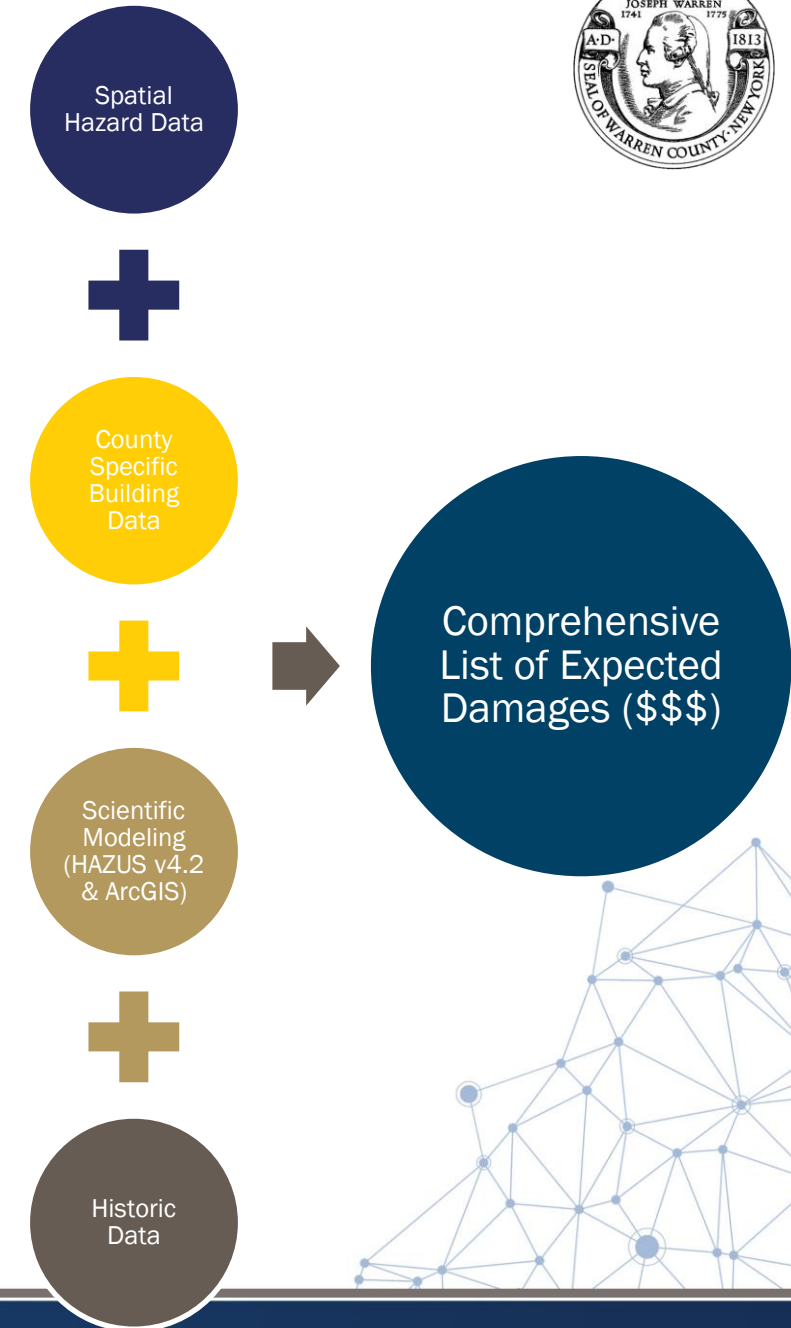 JOSEPH WARREN
1741 1775
A·D· 1813
SEAL OF WARREN COUNTY·NEW YORK
Spatial
Hazard Data
County
Specific
Building
Data
Comprehensive
List of Expected
Damages ($$$)
Scientific
Modeling
(HAZUS v4.2
& ArcGIS)
Historic
Data